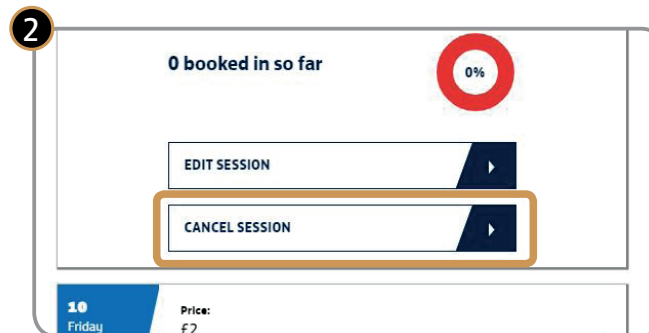 2
0 booked in so far
0%
EDIT SESSION
CANCEL SESSION
10
Friday
Price:
£2